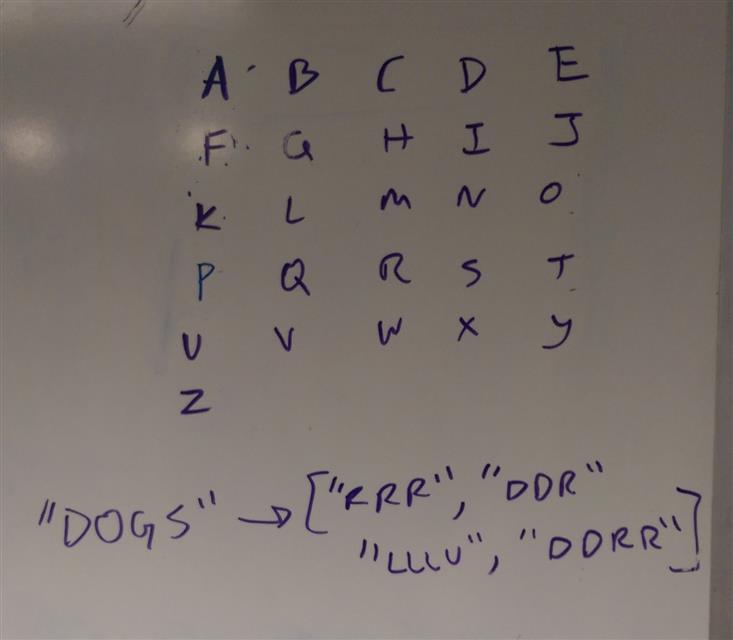 A B C D E
F G H I J
K L M N O
P Q R S T
U V W X Y
Z
"DOGS" → ["RRR", "DDR"
"LLLU", "DDRR"]